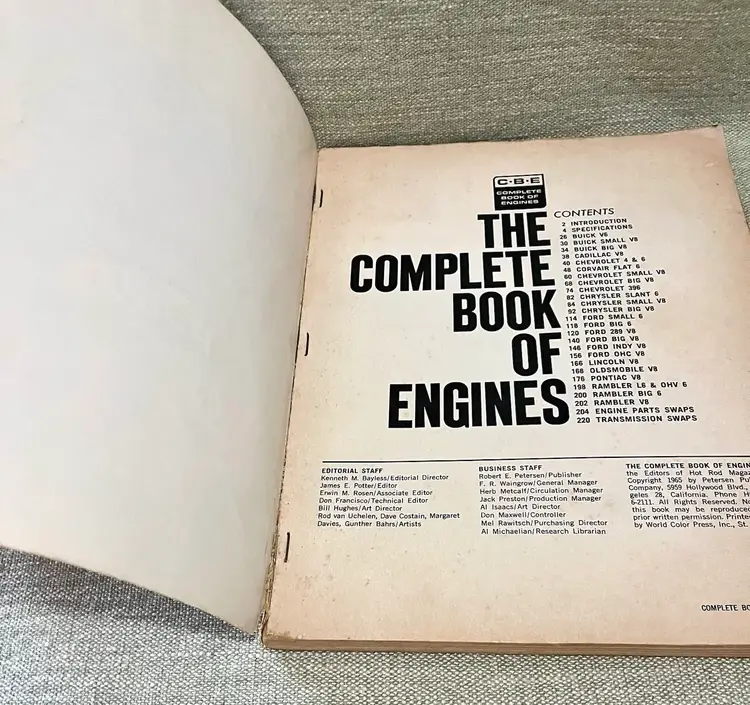 C·B·E
COMPLETE
BOOK OF
ENGINES
THE
COMPLETE
BOOK
OF
ENGINES
CONTENTS
2 INTRODUCTION
4 SPECIFICATIONS
26 BUICK V6
30 BUICK SMALL V8
34 BUICK BIG V8
38 CADILLAC V8
40 CHEVROLET 4 & 6
48 CORVAIR FLAT 6
60 CHEVROLET SMALL V8
68 CHEVROLET BIG V8
74 CHEVROLET 396
82 CHRYSLER SLANT 6
84 CHRYSLER SMALL V8
92 CHRYSLER BIG V8
114 FORD SMALL 6
118 FORD BIG 6
120 FORD 289 V8
140 FORD BIG V8
146 FORD INDY V8
156 FORD OHC V8
166 LINCOLN V8
168 OLDSMOBILE V8
176 PONTIAC V8
198 RAMBLER L6 & OHV 6
200 RAMBLER BIG 6
202 RAMBLER V8
204 ENGINE PARTS SWAPS
220 TRANSMISSION SWAPS
EDITORIAL STAFF
Kenneth M. Bayless/Editorial Director
James E. Potter/Editor
Erwin M. Rosen/Associate Editor
Don Francisco/Technical Editor
Bill Hughes/Art Director
Rod van Uchelen, Dave Costain, Margaret
Davies, Gunther Bahrs/Artists
BUSINESS STAFF
Robert E. Petersen/Publisher
F. R. Waingrow/General Manager
Herb Metcalf/Circulation Manager
Jack Preston/Production Manager
Al Isaacs/Art Director
Don Maxwell/Controller
Mel Rawitsch/Purchasing Director
Al Michaelian/Research Librarian
THE COMPLETE BOOK OF ENGIN
the Editors of Hot Rod Magaz
Copyright 1965 by Petersen Pu
Company, 5959 Hollywood Blvd.,
geles 28, California. Phone H
6-2111. All Rights Reserved. No
this book may be reproduced
prior written permission. Printe
by World Color Press, Inc., St.
COMPLETE BO